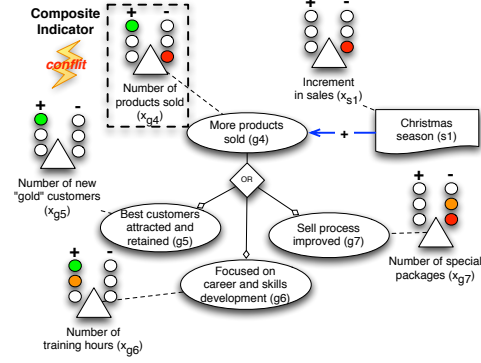 Composite
Indicator
conflit
+ -
Number of
products sold
(xg4)
+ -
Increment
in sales (xs1)
More products
sold (g4)
+
Christmas
season (s1)
+ -
Number of new
"gold" customers
(xg5)
OR
Best customers
attracted and
retained (g5)
Sell process
improved (g7)
+ -
Number of special
packages (xg7)
+ -
Focused on
career and skills
development (g6)
Number of
training hours (xg6)